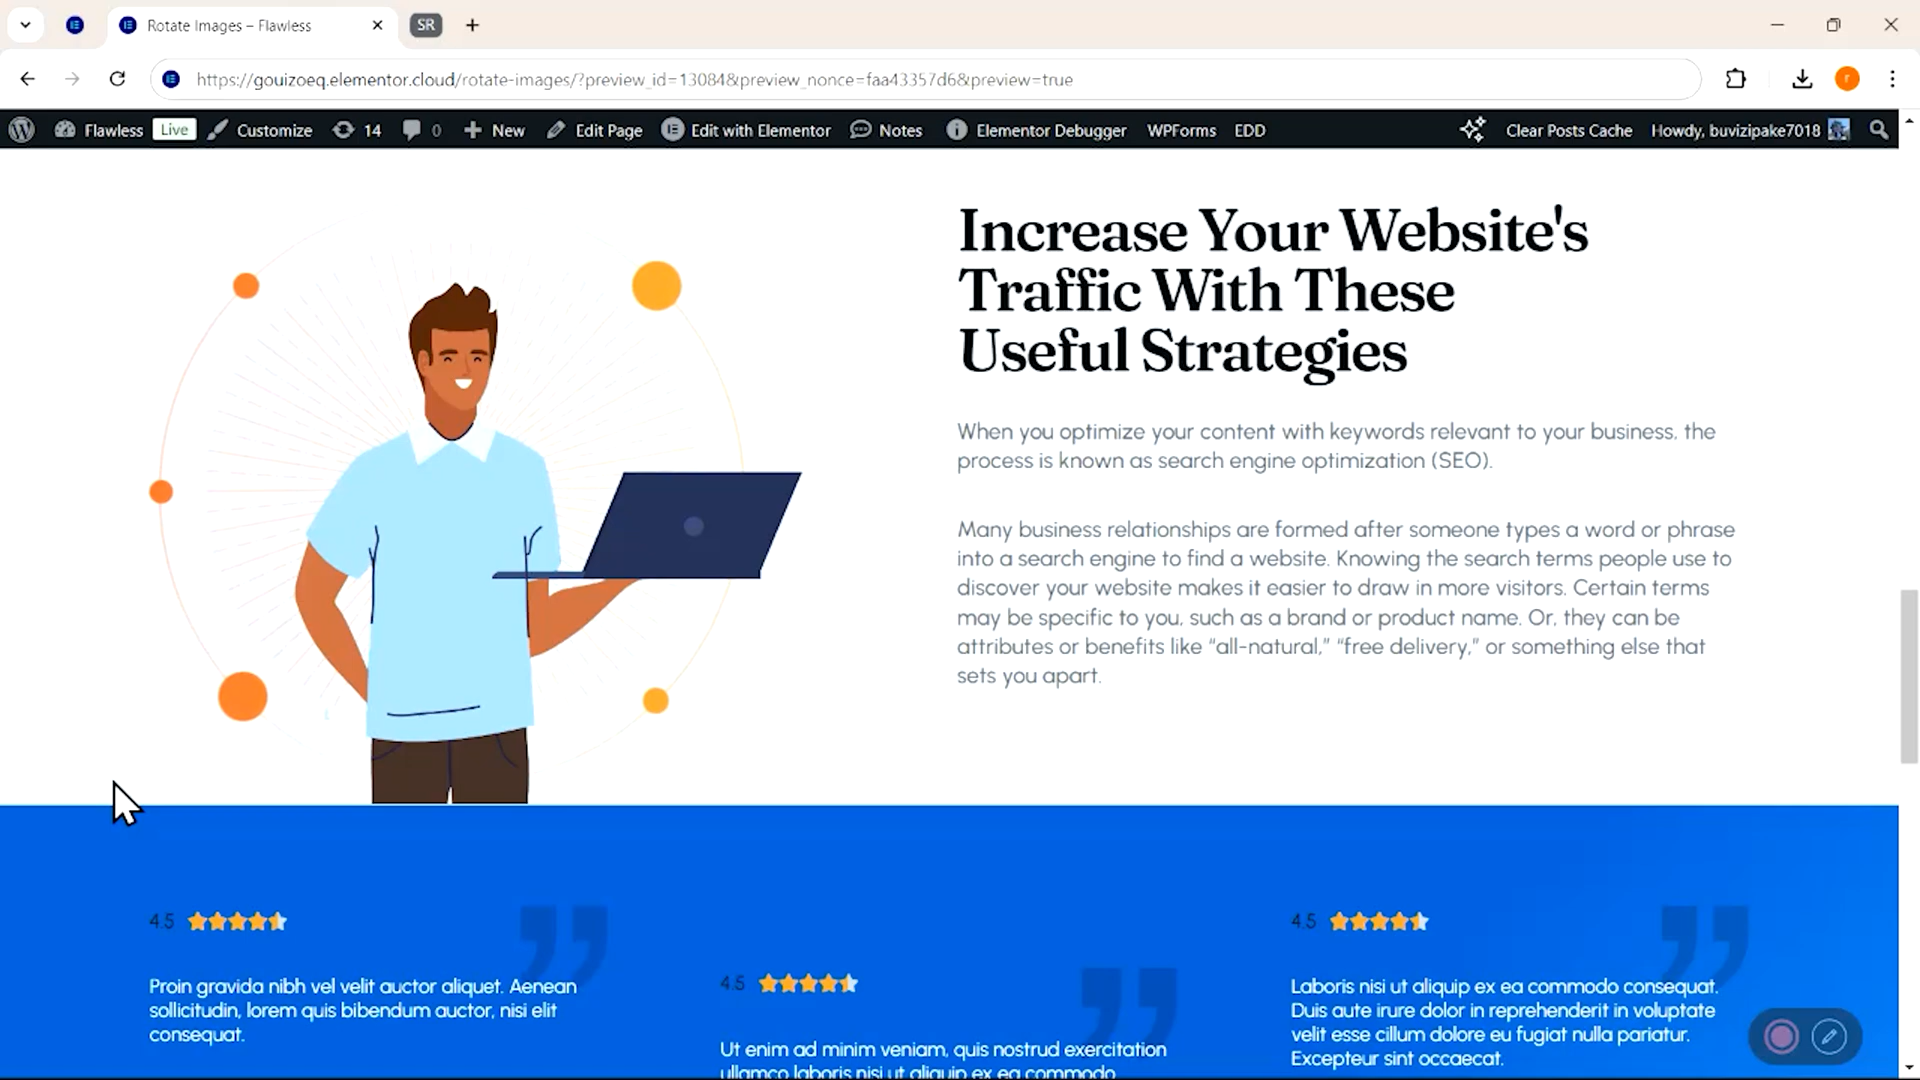 Rotate Images – Flawless
SR
https://gouizoeq.elementor.cloud/rotate-images/?preview_id=13084&preview_nonce=faa43357d6&preview=true
r
Flawless Live Customize 14 0 New Edit Page Edit with Elementor Notes Elementor Debugger WPForms EDD Clear Posts Cache Howdy, buvizipake7018
Increase Your Website's
Traffic With These
Useful Strategies
When you optimize your content with keywords relevant to your business, the
process is known as search engine optimization (SEO).
Many business relationships are formed after someone types a word or phrase
into a search engine to find a website. Knowing the search terms people use to
discover your website makes it easier to draw in more visitors. Certain terms
may be specific to you, such as a brand or product name. Or, they can be
attributes or benefits like “all-natural,” “free delivery,” or something else that
sets you apart.
4.5
Proin gravida nibh vel velit auctor aliquet. Aenean
sollicitudin, lorem quis bibendum auctor, nisi elit
consequat.
4.5
Ut enim ad minim veniam, quis nostrud exercitation
ullamco laboris nisi ut aliquip ex ea commodo
4.5
Laboris nisi ut aliquip ex ea commodo consequat.
Duis aute irure dolor in reprehenderit in voluptate
velit esse cillum dolore eu fugiat nulla pariatur.
Excepteur sint occaecat.